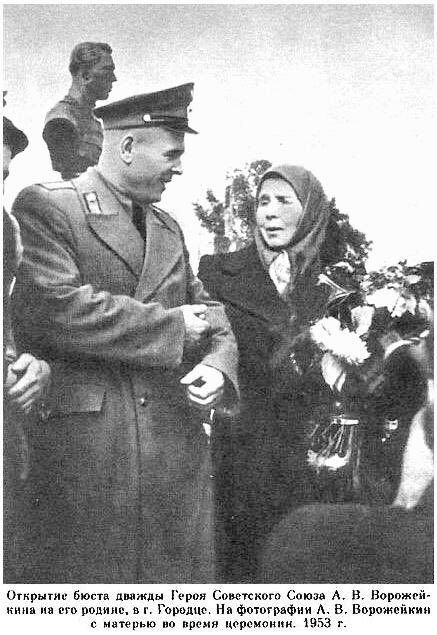 Открытие бюста дважды Героя Советского Союза А. В. Ворожей-
кина на его родине, в г. Городце. На фотографии А. В. Ворожейкин
с матерью во время церемонии. 1953 г.